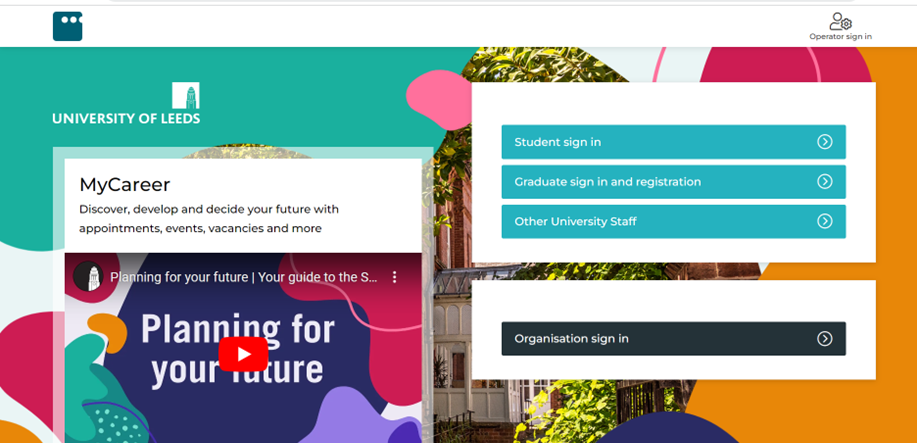 Operator sign in
UNIVERSITY OF LEEDS
MyCareer
Discover, develop and decide your future with
appointments, events, vacancies and more
Planning for your future | Your guide to the S...
Planning for
your future
Student sign in
Graduate sign in and registration
Other University Staff
Organisation sign in